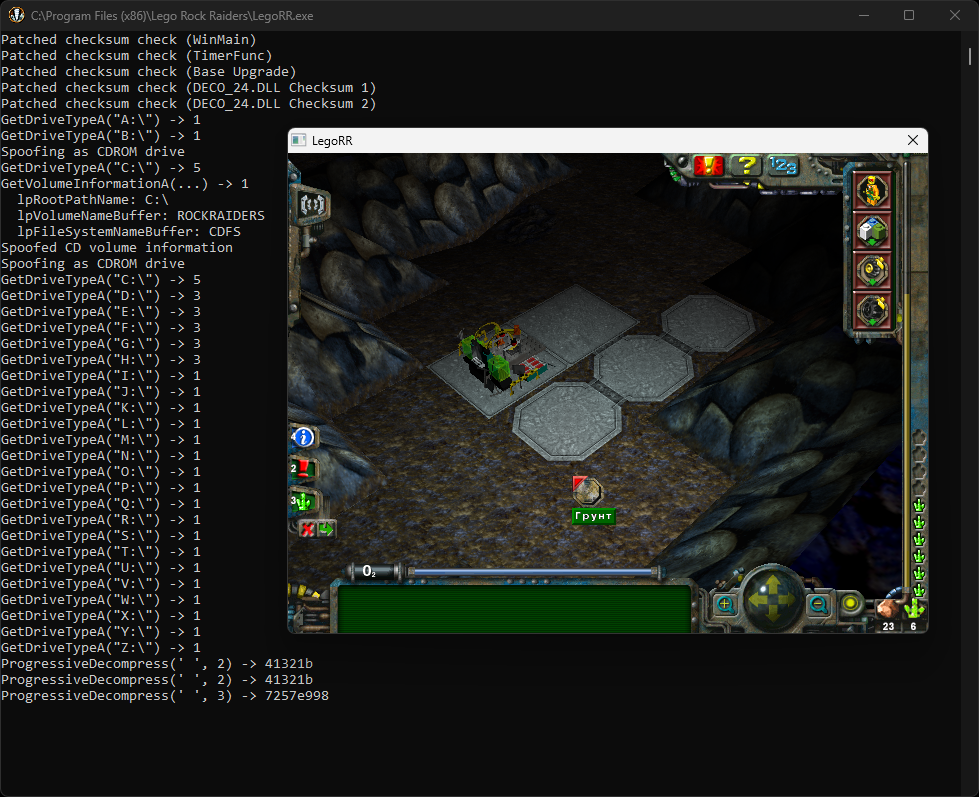 C:\Program Files (x86)\Lego Rock Raiders\LegoRR.exe
Patched checksum check (WinMain)
Patched checksum check (TimerFunc)
Patched checksum check (Base Upgrade)
Patched checksum check (DECO_24.DLL Checksum 1)
Patched checksum check (DECO_24.DLL Checksum 2)
GetDriveTypeA("A:\") -> 1
GetDriveTypeA("B:\") -> 1
Spoofing as CDROM drive
GetDriveTypeA("C:\") -> 5
GetVolumeInformationA(...) -> 1
lpRootPathName: C:\
lpVolumeNameBuffer: ROCKRAIDERS
lpFileSystemNameBuffer: CDFS
Spoofed CD volume information
Spoofing as CDROM drive
GetDriveTypeA("C:\") -> 5
GetDriveTypeA("D:\") -> 3
GetDriveTypeA("E:\") -> 3
GetDriveTypeA("F:\") -> 3
GetDriveTypeA("G:\") -> 3
GetDriveTypeA("H:\") -> 3
GetDriveTypeA("I:\") -> 1
GetDriveTypeA("J:\") -> 1
GetDriveTypeA("K:\") -> 1
GetDriveTypeA("L:\") -> 1
GetDriveTypeA("M:\") -> 1
GetDriveTypeA("N:\") -> 1
GetDriveTypeA("O:\") -> 1
GetDriveTypeA("P:\") -> 1
GetDriveTypeA("Q:\") -> 1
GetDriveTypeA("R:\") -> 1
GetDriveTypeA("S:\") -> 1
GetDriveTypeA("T:\") -> 1
GetDriveTypeA("U:\") -> 1
GetDriveTypeA("V:\") -> 1
GetDriveTypeA("W:\") -> 1
GetDriveTypeA("X:\") -> 1
GetDriveTypeA("Y:\") -> 1
GetDriveTypeA("Z:\") -> 1
ProgressiveDecompress(' ', 2) -> 41321b
ProgressiveDecompress(' ', 2) -> 41321b
ProgressiveDecompress(' ', 3) -> 7257e998
LegoRR
! ? 123
i
2 !
3
Грунт
O2
23 6